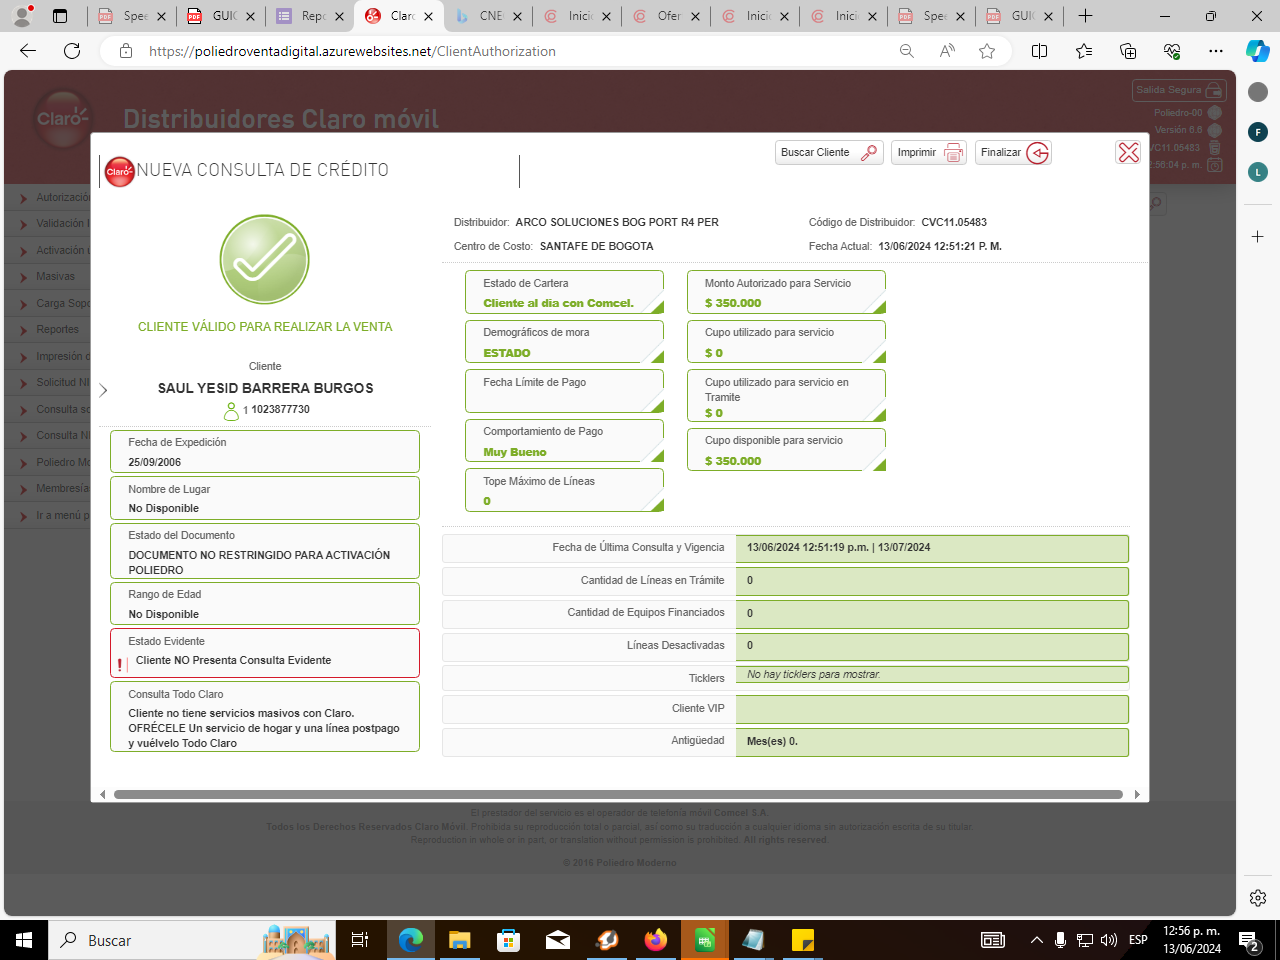 Spee
GUIO
Repo
Claro
CNE
Inicio
Ofer
Inicio
Inicio
Spee
GUIO
https://poliedroventadigital.azurewebsites.net/ClientAuthorization
Claro
Distribuidores Claro móvil
Salida Segura
Poliedro-00
Versión 6.6
VC11.05483
:56:04 p. m.
F
L
Autorización
Validación
Activación
Masivas
Carga Sopo
Reportes
Impresión d
Solicitud NI
Consulta so
Consulta NI
Poliedro Mo
Membresía
Ir a menú p
Claro
NUEVA CONSULTA DE CRÉDITO
Buscar Cliente
Imprimir
Finalizar
CLIENTE VÁLIDO PARA REALIZAR LA VENTA
Cliente
SAUL YESID BARRERA BURGOS
1 1023877730
Fecha de Expedición
25/09/2006
Nombre de Lugar
No Disponible
Estado del Documento
DOCUMENTO NO RESTRINGIDO PARA ACTIVACIÓN
POLIEDRO
Rango de Edad
No Disponible
Estado Evidente
! Cliente NO Presenta Consulta Evidente
Consulta Todo Claro
Cliente no tiene servicios masivos con Claro.
OFRÉCELE Un servicio de hogar y una línea postpago
y vuélvelo Todo Claro
Distribuidor: ARCO SOLUCIONES BOG PORT R4 PER
Código de Distribuidor: CVC11.05483
Centro de Costo: SANTAFE DE BOGOTA
Fecha Actual: 13/06/2024 12:51:21 P. M.
Estado de Cartera
Cliente al dia con Comcel.
Demográficos de mora
ESTADO
Fecha Límite de Pago
Comportamiento de Pago
Muy Bueno
Tope Máximo de Líneas
0
Monto Autorizado para Servicio
$ 350.000
Cupo utilizado para servicio
$ 0
Cupo utilizado para servicio en
Tramite
$ 0
Cupo disponible para servicio
$ 350.000
Fecha de Última Consulta y Vigencia 13/06/2024 12:51:19 p.m. | 13/07/2024
Cantidad de Líneas en Trámite 0
Cantidad de Equipos Financiados 0
Líneas Desactivadas 0
Ticklers No hay ticklers para mostrar.
Cliente VIP
Antigüedad Mes(es) 0.
El prestador del servicio es el operador de telefonía móvil Comcel S.A.
Todos los Derechos Reservados Claro Móvil. Prohibida su reproducción total o parcial, así como su traducción a cualquier idioma sin autorización escrita de su titular.
Reproduction in whole or in part, or translation without permission is prohibited. All rights reserved.
© 2016 Poliedro Moderno
Buscar
ESP
12:56 p. m.
13/06/2024
2